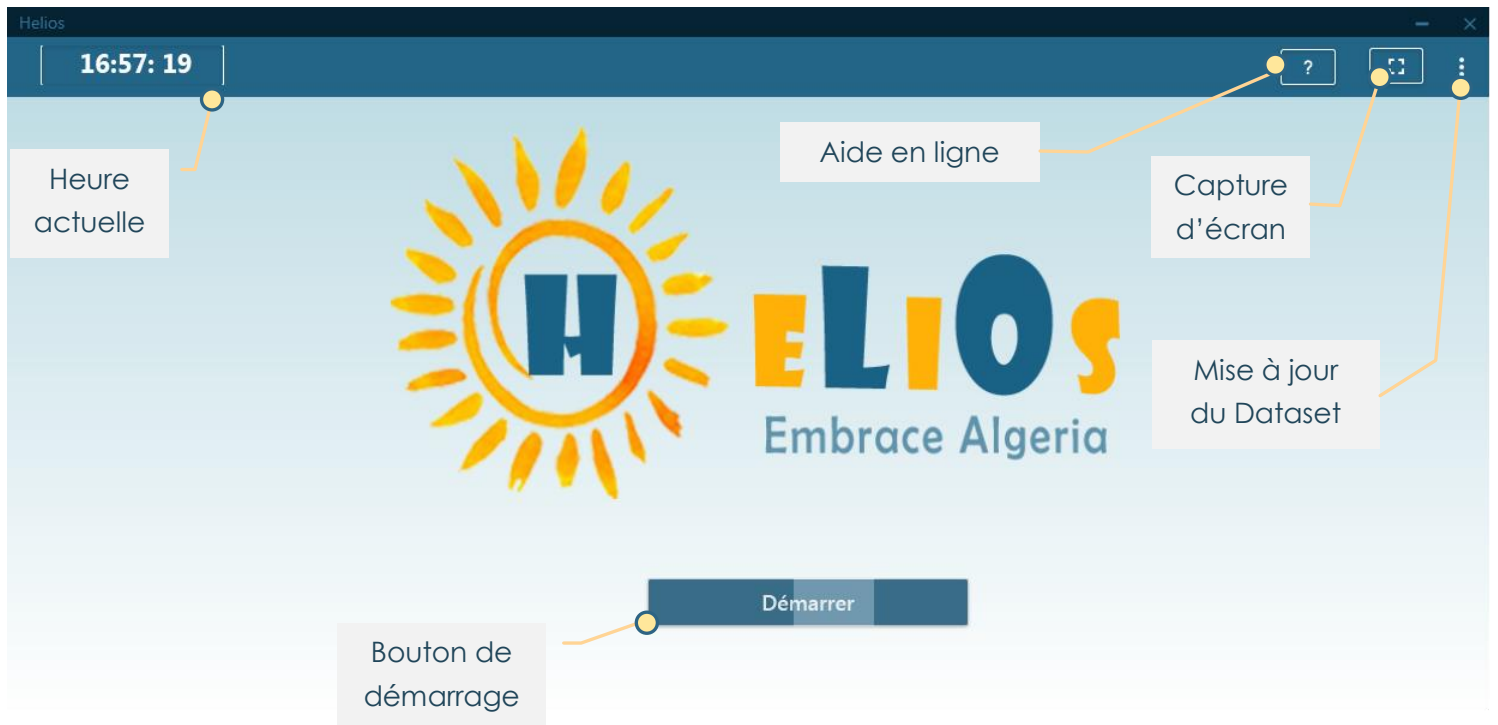 Helios
16:57: 19
?
Aide en ligne
Heure
actuelle
Capture
d’écran
HELIOS
Embrace Algeria
Mise à jour
du Dataset
Démarrer
Bouton de
démarrage